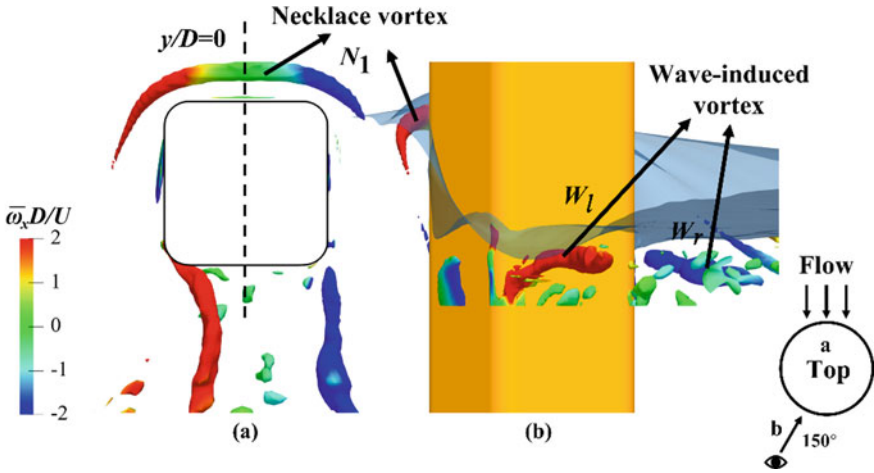 Necklace vortex
y/D=0
N1
Wave-induced
vortex
Wl
Wr
ω̅xD/U
2
1
0
-1
-2
Flow
a
Top
b
150°
(a)
(b)